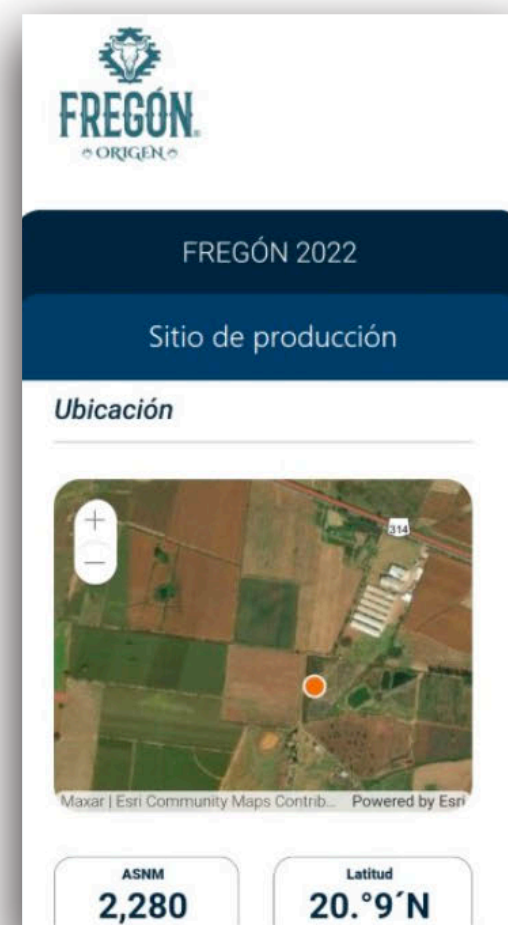 FREGÓN®
ORIGEN
FREGÓN 2022
Sitio de producción
Ubicación
+
314
−
Maxar | Esri Community Maps Contrib... Powered by Esri
ASNM
2,280
Latitud
20.°9´N